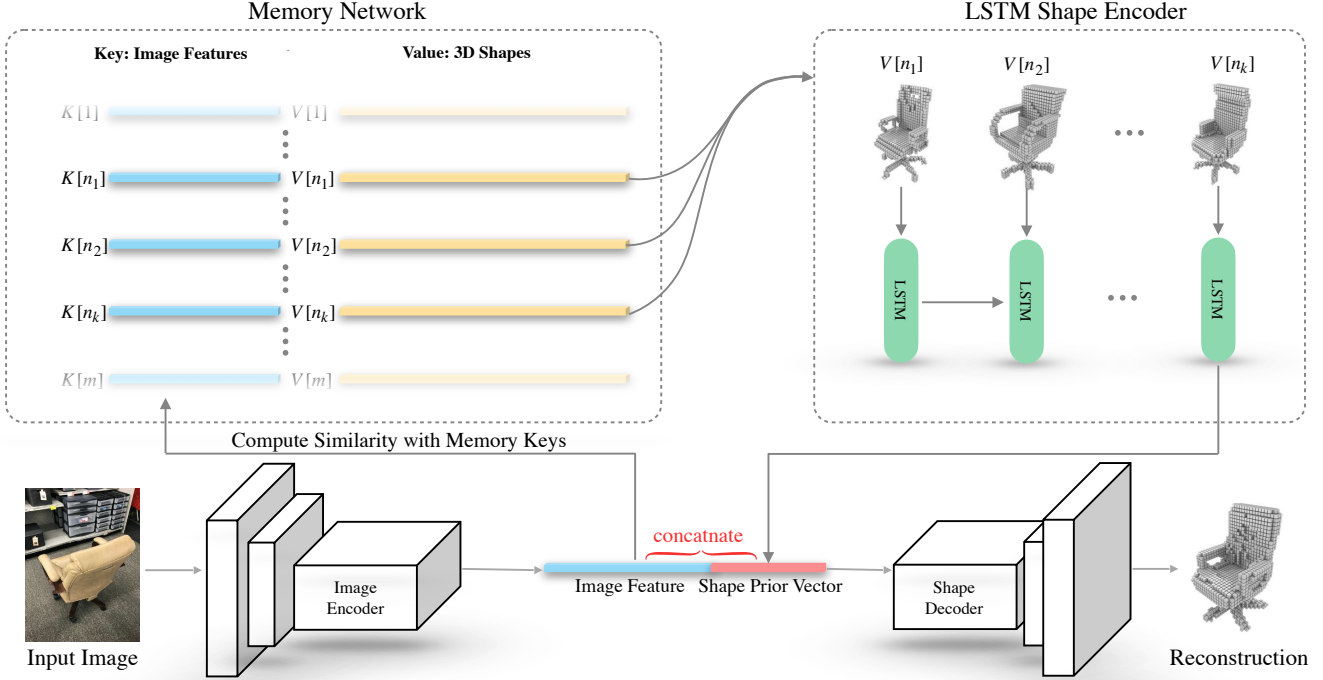 Memory Network
LSTM Shape Encoder
Key: Image Features
Value: 3D Shapes
K[1]
V[1]
K[n₁]
V[n₁]
K[n₂]
V[n₂]
K[nₖ]
V[nₖ]
K[m]
V[m]
V[n₁]
V[n₂]
V[nₖ]
LSTM
LSTM
LSTM
Compute Similarity with Memory Keys
Input Image
Image
Encoder
concatnate
Image Feature
Shape Prior Vector
Shape
Decoder
Reconstruction